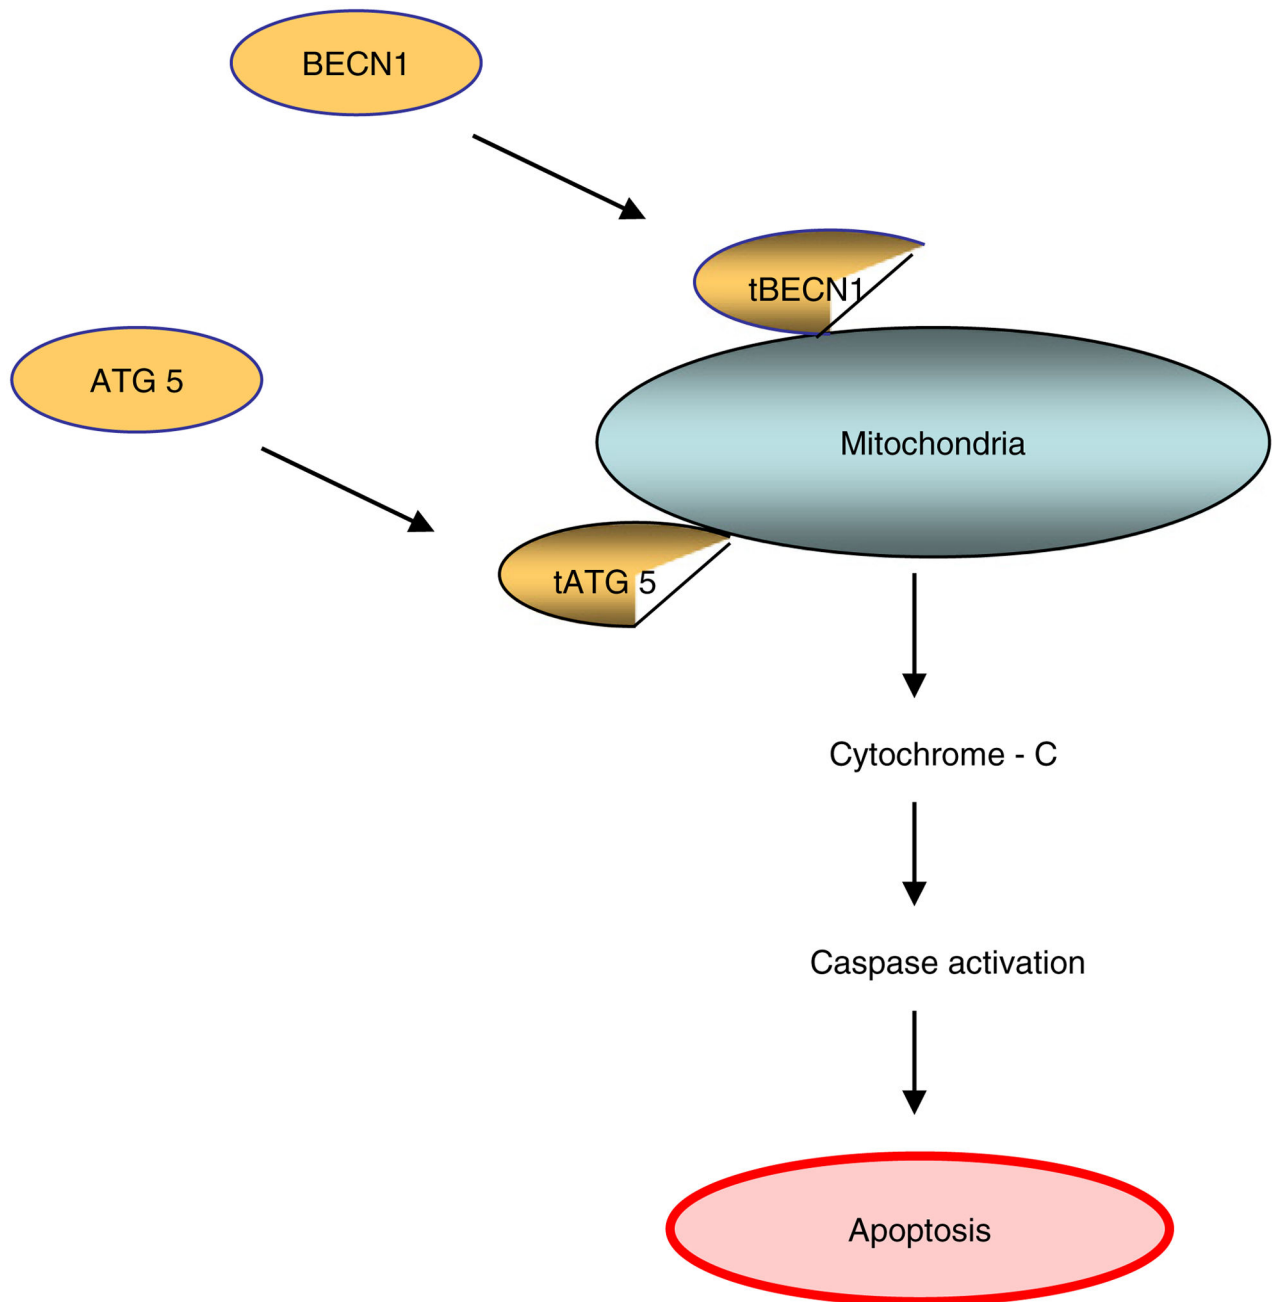 BECN1
tBECN1
ATG 5
Mitochondria
tATG 5
Cytochrome - C
Caspase activation
Apoptosis